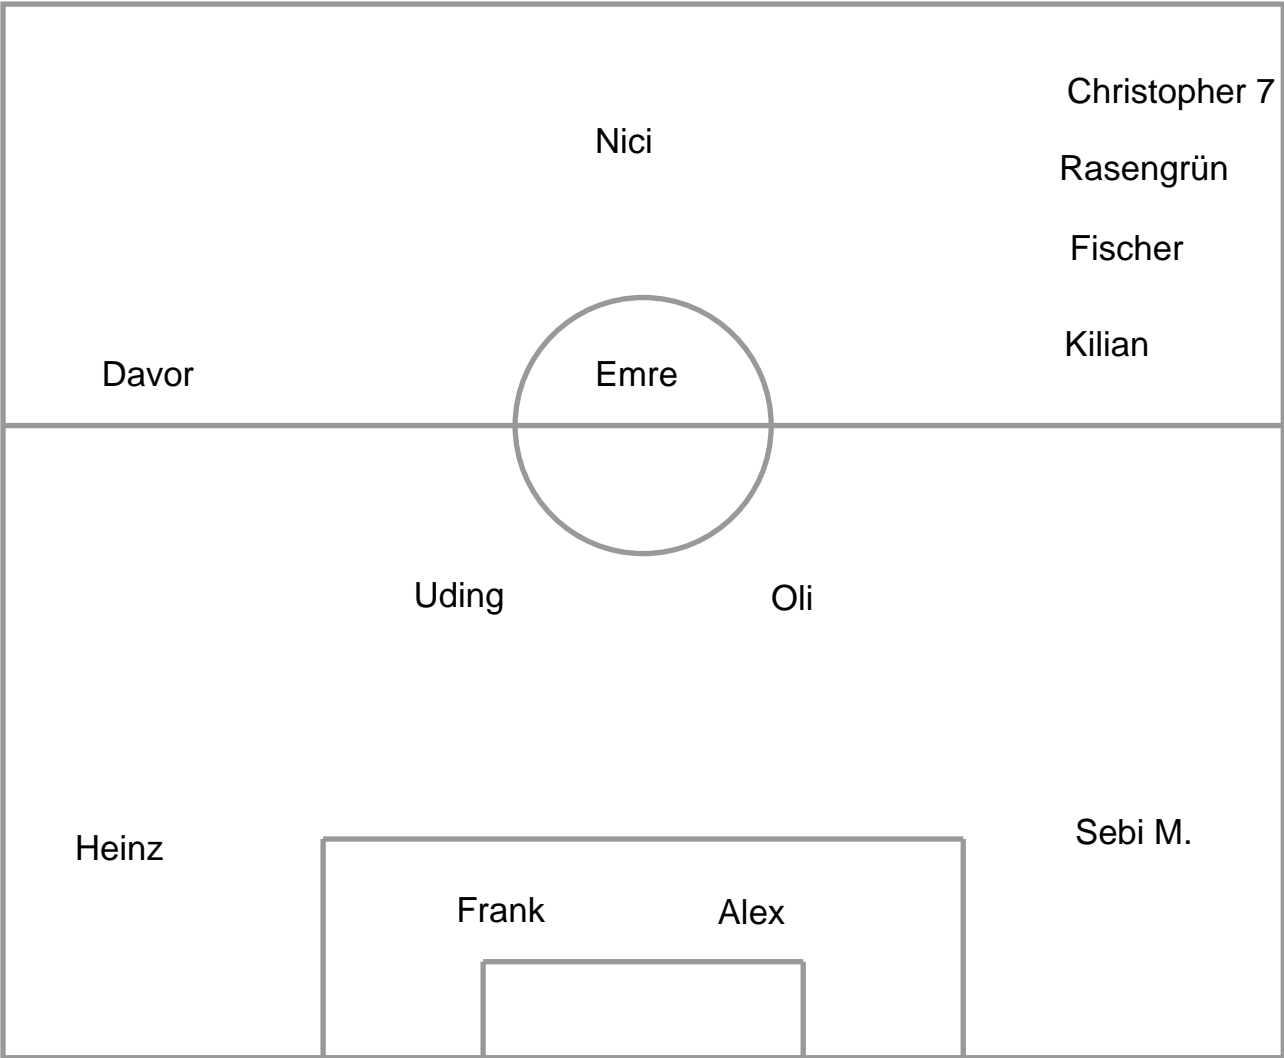 Christopher 7
Nici
Rasengrün
Fischer
Kilian
Davor
Emre
Uding
Oli
Sebi M.
Heinz
Frank
Alex